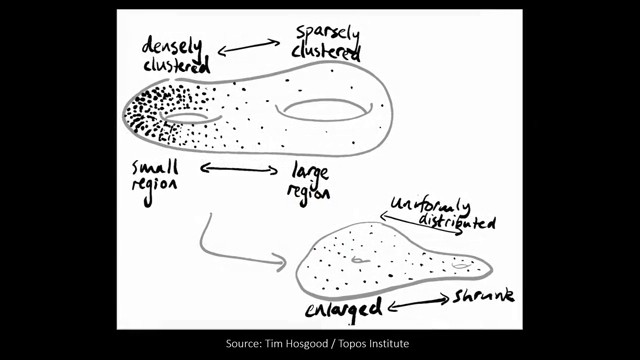 densely
clustered
sparsely
clustered
small
region
large
region
uniformly
distributed
enlarged
shrunk
Source: Tim Hosgood / Topos Institute